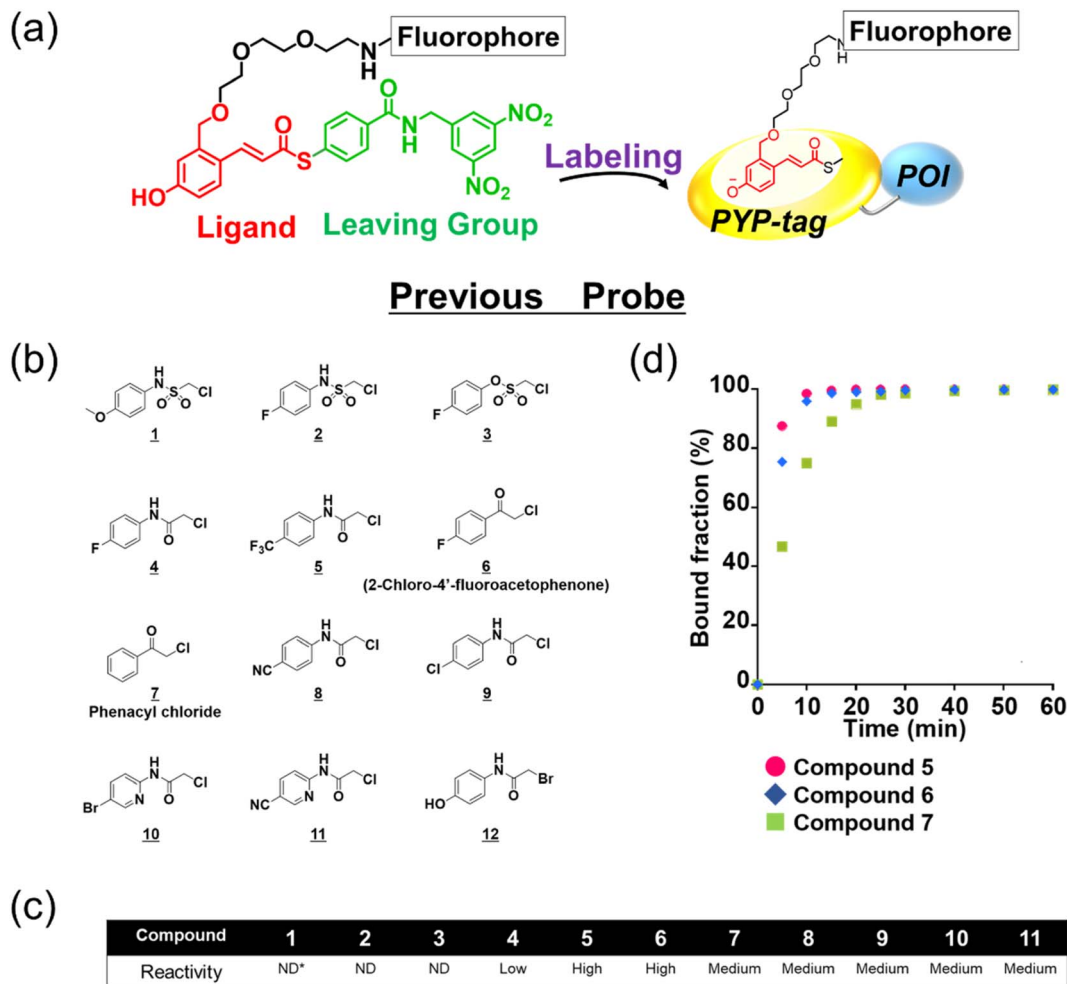 (a)
Fluorophore
N
H
O
O
O
O
O
N
H
NO2
NO2
S
HO
Ligand
Leaving Group
Labeling
Fluorophore
N
H
O
O
O
O
S
-
O
PYP-tag
POI
Previous Probe
(b)
H
N
S
Cl
O O
O
1
H
N
S
Cl
O O
F
2
O
S
Cl
O O
F
3
H
N
Cl
O
F
4
H
N
Cl
O
F3C
5
O
Cl
F
6
(2-Chloro-4'-fluoroacetophenone)
O
Cl
7
Phenacyl chloride
H
N
Cl
O
NC
8
H
N
Cl
O
Cl
9
H
N
Cl
N
O
Br
10
H
N
Cl
N
O
NC
11
H
N
Br
O
HO
12
(d)
Bound fraction (%)
100
80
60
40
20
0
0 10 20 30 40 50 60
Time (min)
Compound 5
Compound 6
Compound 7
(c)
Compound 1 2 3 4 5 6 7 8 9 10 11
Reactivity ND* ND ND Low High High Medium Medium Medium Medium Medium